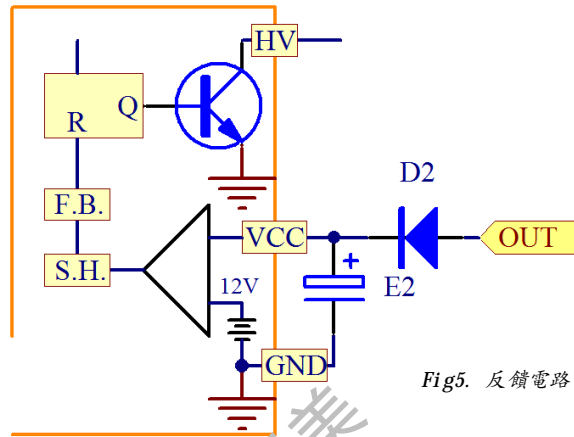 HV
Q
R
D2
F.B.
VCC
OUT
S.H.
+
12V
E2
GND
Fig5. 反饋電路